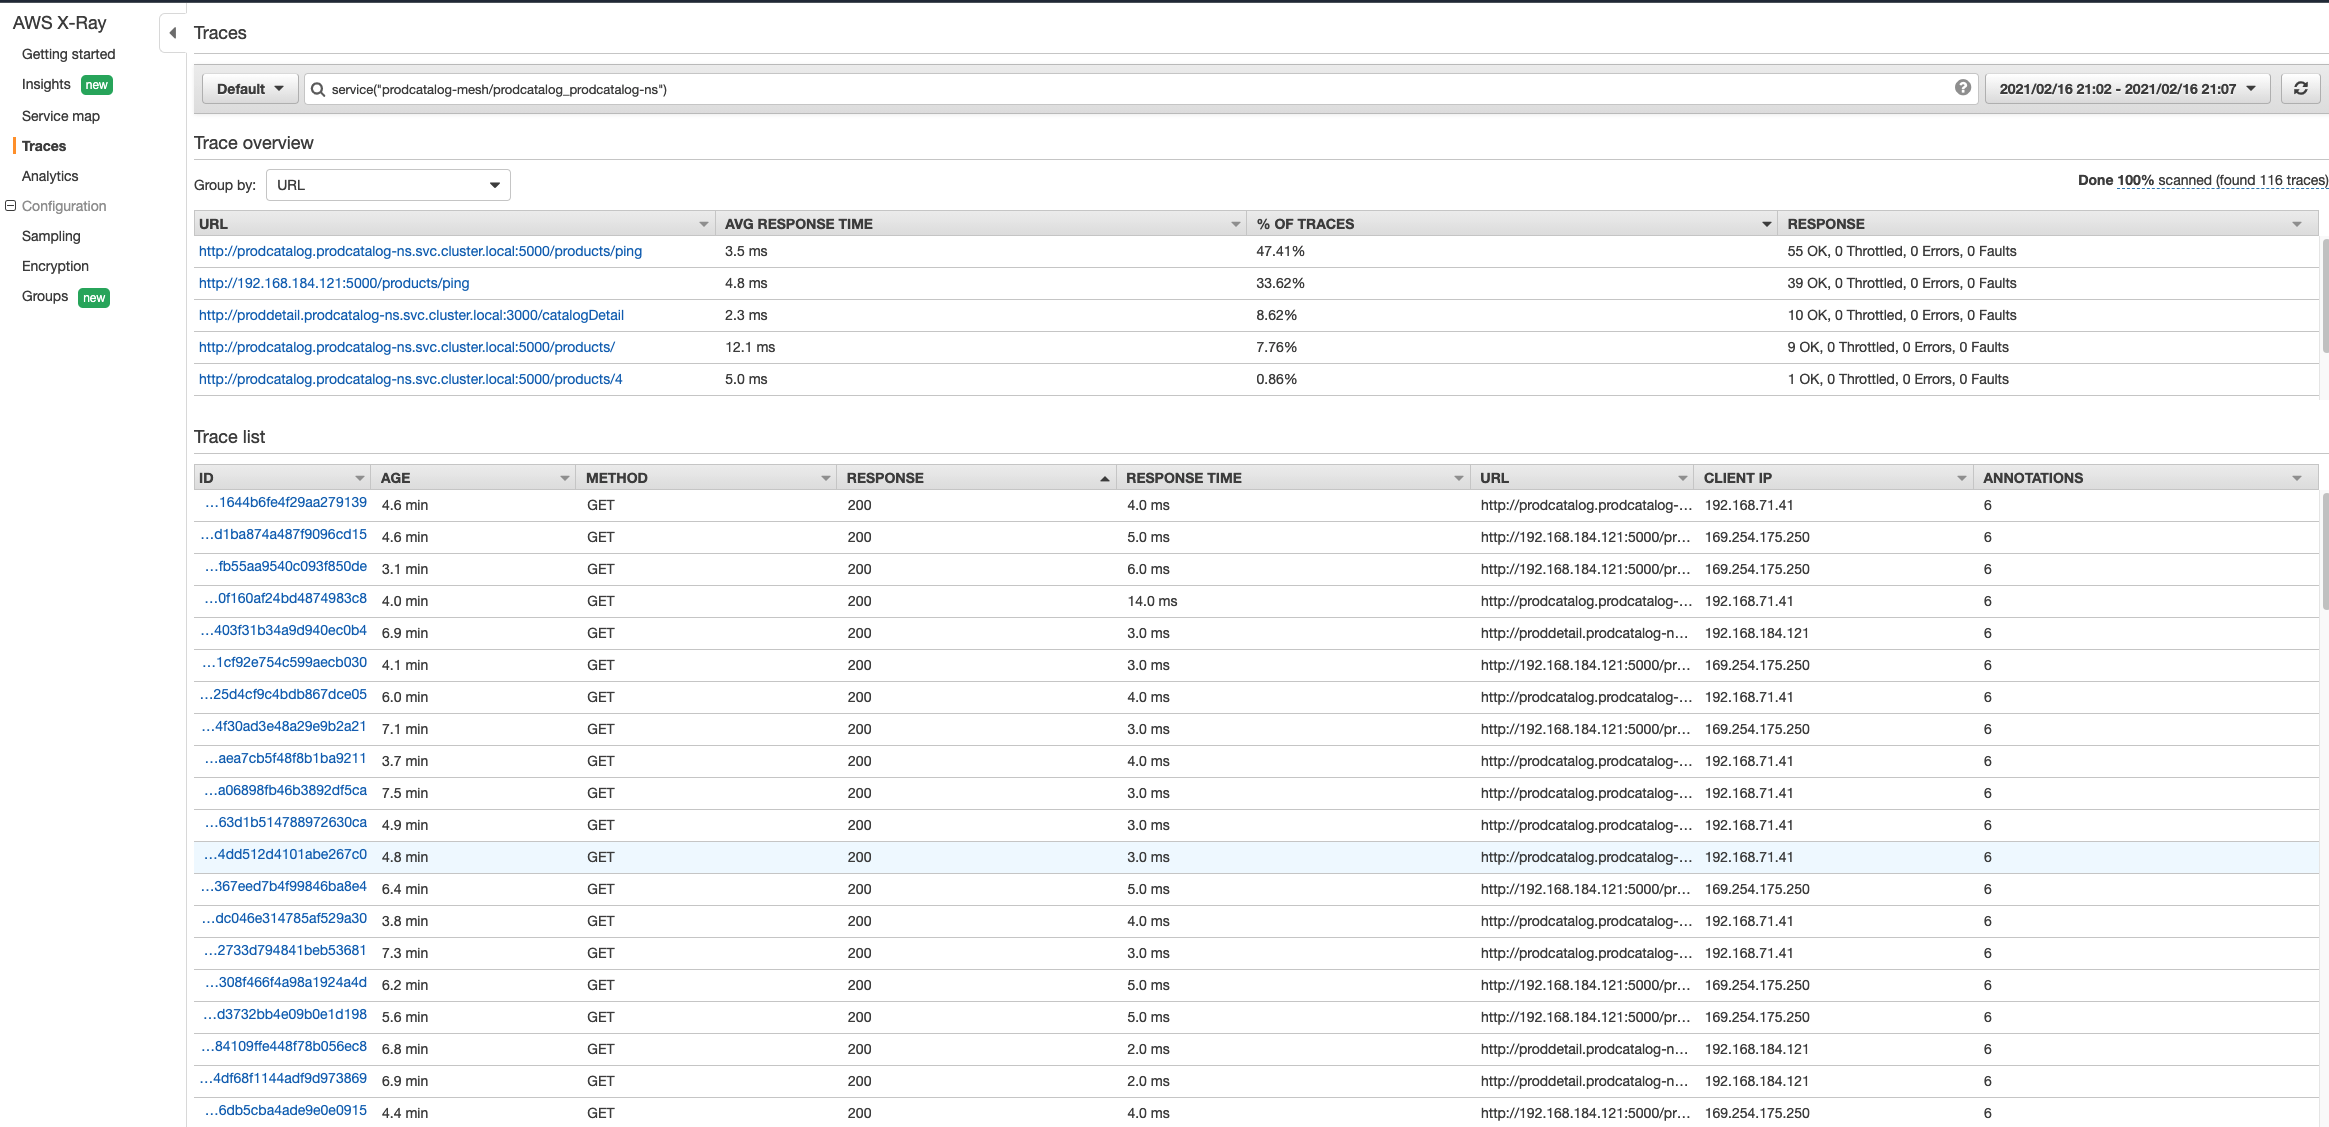 AWS X-Ray
Getting started
Insights new
Service map
Traces
Analytics
Configuration
Sampling
Encryption
Groups new
Traces
Default service("prodcatalog-mesh/prodcatalog_prodcatalog-ns") ? 2021/02/16 21:02 - 2021/02/16 21:07
Trace overview
Group by: URL
Done 100% scanned (found 116 traces)
URL AVG RESPONSE TIME % OF TRACES RESPONSE
http://prodcatalog.prodcatalog-ns.svc.cluster.local:5000/products/ping 3.5 ms 47.41% 55 OK, 0 Throttled, 0 Errors, 0 Faults
http://192.168.184.121:5000/products/ping 4.8 ms 33.62% 39 OK, 0 Throttled, 0 Errors, 0 Faults
http://proddetail.prodcatalog-ns.svc.cluster.local:3000/catalogDetail 2.3 ms 8.62% 10 OK, 0 Throttled, 0 Errors, 0 Faults
http://prodcatalog.prodcatalog-ns.svc.cluster.local:5000/products/ 12.1 ms 7.76% 9 OK, 0 Throttled, 0 Errors, 0 Faults
http://prodcatalog.prodcatalog-ns.svc.cluster.local:5000/products/4 5.0 ms 0.86% 1 OK, 0 Throttled, 0 Errors, 0 Faults
Trace list
ID AGE METHOD RESPONSE RESPONSE TIME URL CLIENT IP ANNOTATIONS
...1644b6fe4f29aa279139 4.6 min GET 200 4.0 ms http://prodcatalog.prodcatalog-... 192.168.71.41 6
...d1ba874a487f9096cd15 4.6 min GET 200 5.0 ms http://192.168.184.121:5000/pr... 169.254.175.250 6
...fb55aa9540c093f850de 3.1 min GET 200 6.0 ms http://192.168.184.121:5000/pr... 169.254.175.250 6
...0f160af24bd4874983c8 4.0 min GET 200 14.0 ms http://prodcatalog.prodcatalog-... 192.168.71.41 6
...403f31b34a9d940ec0b4 6.9 min GET 200 3.0 ms http://proddetail.prodcatalog-n... 192.168.184.121 6
...1cf92e754c599aecb030 4.1 min GET 200 3.0 ms http://192.168.184.121:5000/pr... 169.254.175.250 6
...25d4cf9c4bdb867dce05 6.0 min GET 200 4.0 ms http://prodcatalog.prodcatalog-... 192.168.71.41 6
...4f30ad3e48a29e9b2a21 7.1 min GET 200 3.0 ms http://192.168.184.121:5000/pr... 169.254.175.250 6
...aea7cb5f48f8b1ba9211 3.7 min GET 200 4.0 ms http://prodcatalog.prodcatalog-... 192.168.71.41 6
...a06898fb46b3892df5ca 7.5 min GET 200 3.0 ms http://prodcatalog.prodcatalog-... 192.168.71.41 6
...63d1b514788972630ca 4.9 min GET 200 3.0 ms http://prodcatalog.prodcatalog-... 192.168.71.41 6
...4dd512d4101abe267c0 4.8 min GET 200 3.0 ms http://prodcatalog.prodcatalog-... 192.168.71.41 6
...367eed7b4f99846ba8e4 6.4 min GET 200 5.0 ms http://192.168.184.121:5000/pr... 169.254.175.250 6
...dc046e314785af529a30 3.8 min GET 200 4.0 ms http://prodcatalog.prodcatalog-... 192.168.71.41 6
...2733d794841beb53681 7.3 min GET 200 3.0 ms http://prodcatalog.prodcatalog-... 192.168.71.41 6
...308f466f4a98a1924a4d 6.2 min GET 200 5.0 ms http://192.168.184.121:5000/pr... 169.254.175.250 6
...d3732bb4e09b0e1d198 5.6 min GET 200 5.0 ms http://192.168.184.121:5000/pr... 169.254.175.250 6
...84109ffe448f78b056ec8 6.8 min GET 200 2.0 ms http://proddetail.prodcatalog-n... 192.168.184.121 6
...4df68f1144adf9d973869 6.9 min GET 200 2.0 ms http://proddetail.prodcatalog-n... 192.168.184.121 6
...6db5cba4ade9e0e0915 4.4 min GET 200 4.0 ms http://192.168.184.121:5000/pr... 169.254.175.250 6